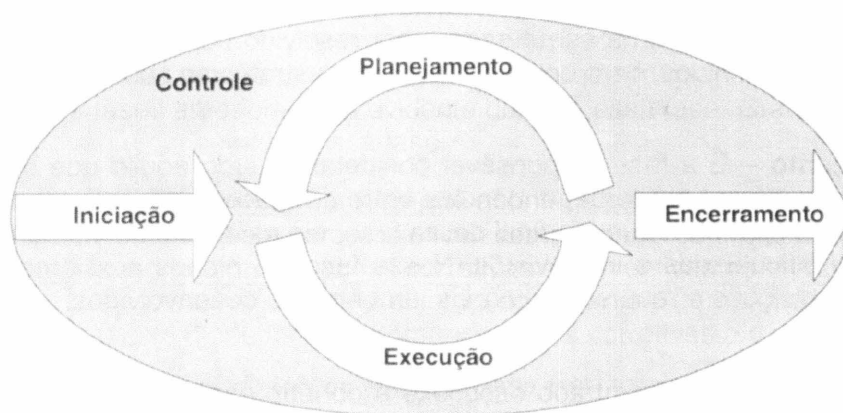 Controle
Planejamento
Iniciação
Encerramento
Execução